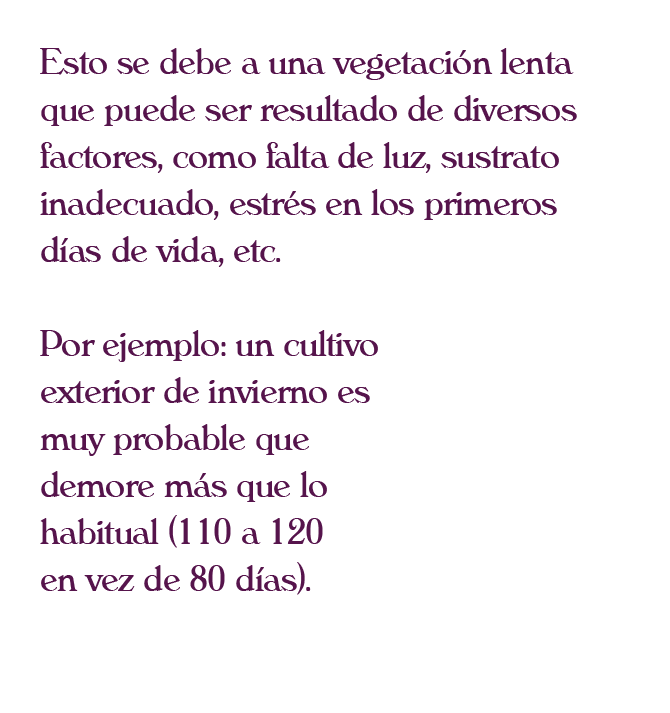 Esto se debe a una vegetación lenta
que puede ser resultado de diversos
factores, como falta de luz, sustrato
inadecuado, estrés en los primeros
días de vida, etc.
Por ejemplo: un cultivo
exterior de invierno es
muy probable que
demore más que lo
habitual (110 a 120
en vez de 80 días).